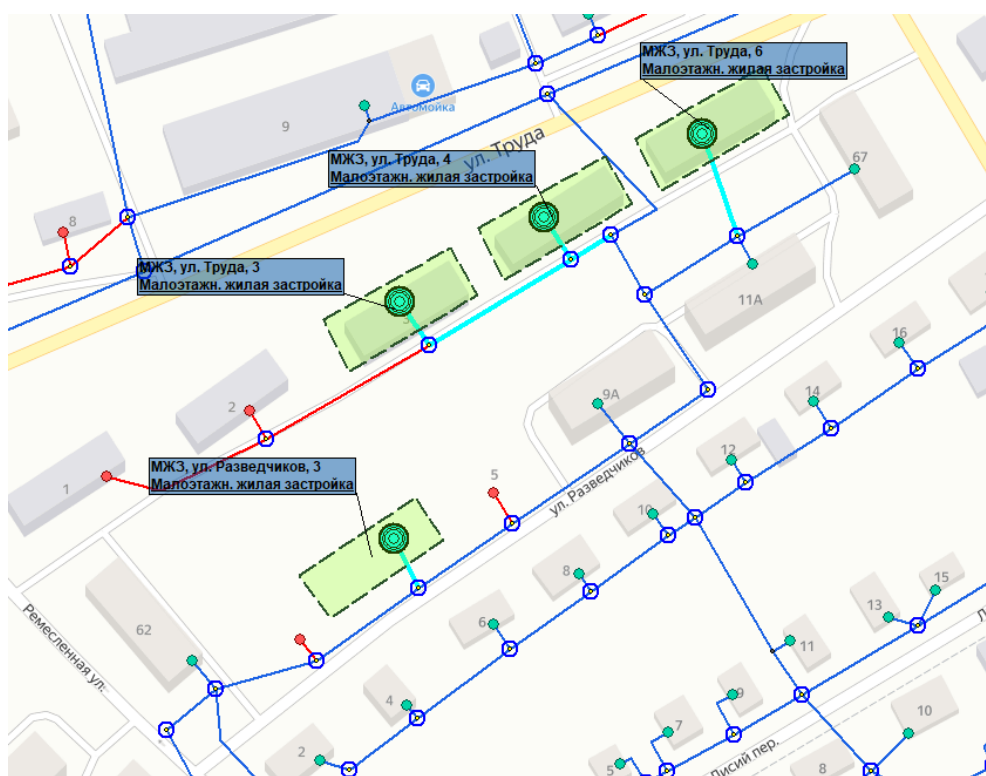 МЖЗ, ул. Труда, 6
Малоэтажн. жилая застройка
Автомойка
9
ул. Труда
МЖЗ, ул. Труда, 4
Малоэтажн. жилая застройка
67
8
МЖЗ, ул. Труда, 3
Малоэтажн. жилая застройка
3
11А
16
2
9А
14
12
МЖЗ, ул. Разведчиков, 3
Малоэтажн. жилая застройка
1
5
ул. Разведчиков
10
8
Ремесленная ул.
62
6
15
13
11
4
9
10
2
7
Лисий пер.
5
8